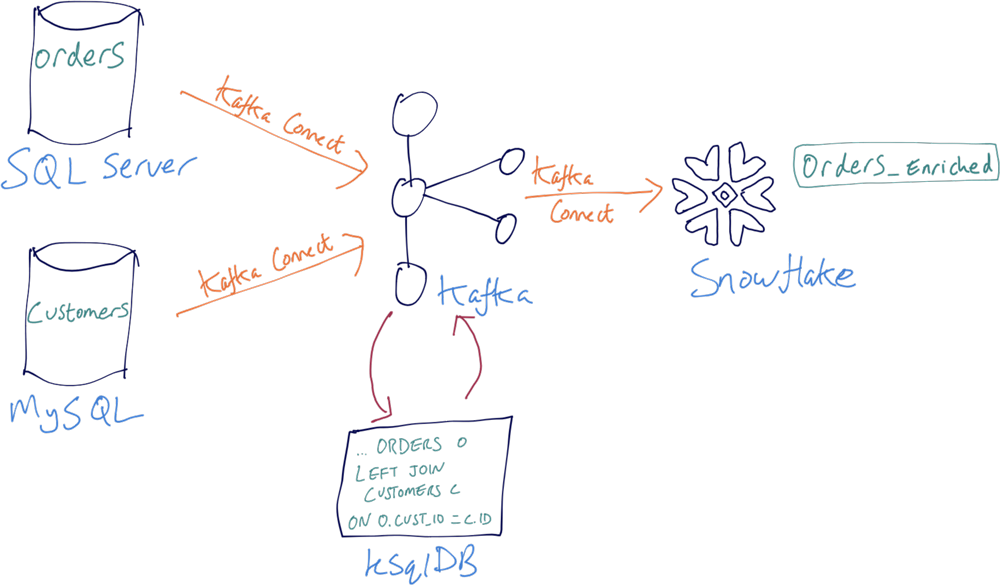 Orders
SQL Server
Kafka Connect
Customers
MySQL
Kafka Connect
Kafka
Kafka
Connect
Snowflake
Orders_Enriched
... ORDERS O
LEFT JOIN
CUSTOMERS C
ON O.CUST_ID = C.ID
ksqlDB